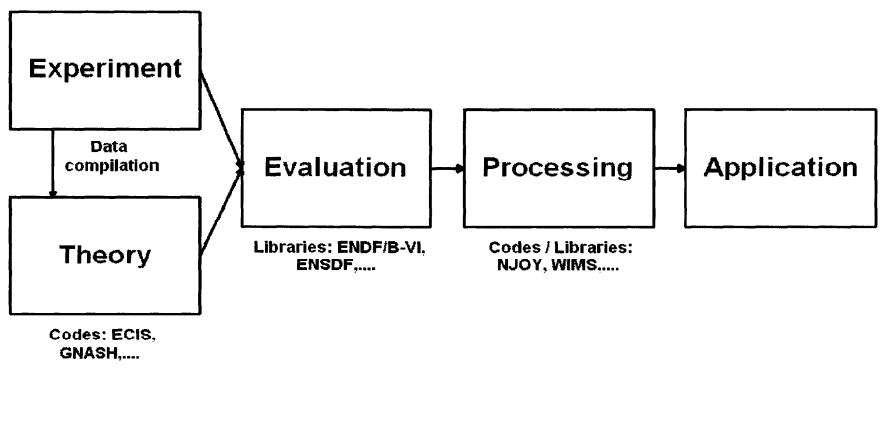 Experiment
Data
compilation
Theory
Codes: ECIS,
GNASH,....
Evaluation
Libraries: ENDF/B-VI,
ENSDF,....
Processing
Codes / Libraries:
NJOY, WIMS,....
Application